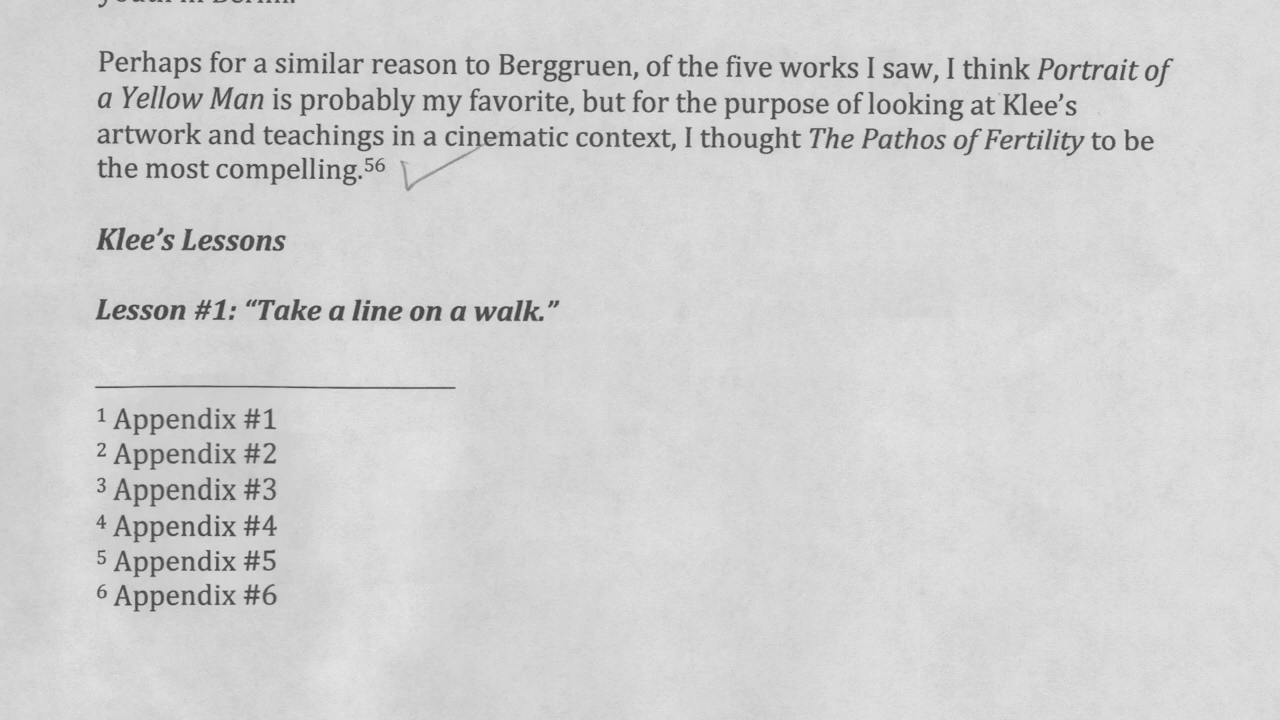 Perhaps for a similar reason to Berggruen, of the five works I saw, I think Portrait of
a Yellow Man is probably my favorite, but for the purpose of looking at Klee’s
artwork and teachings in a cinematic context, I thought The Pathos of Fertility to be
the most compelling.⁵⁶
Klee’s Lessons
Lesson #1: “Take a line on a walk.”
¹ Appendix #1
² Appendix #2
³ Appendix #3
⁴ Appendix #4
⁵ Appendix #5
⁶ Appendix #6